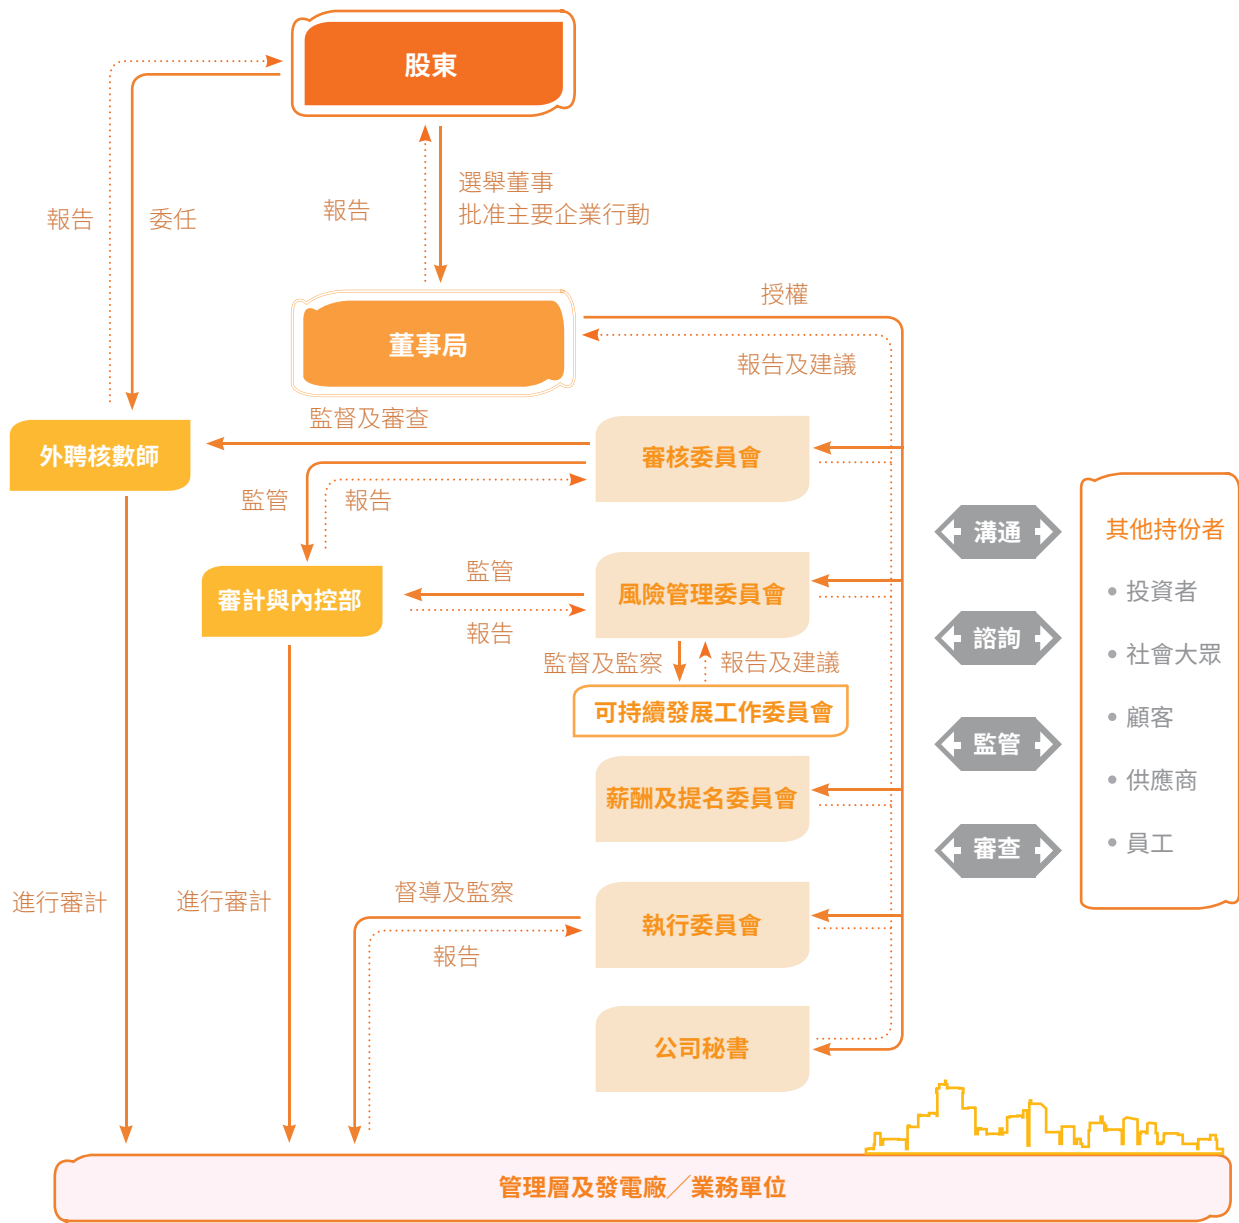 股東
報告
委任
報告
選舉董事
批准主要企業行動
董事局
授權
報告及建議
監督及審查
外聘核數師
審核委員會
監管
報告
溝通
其他持份者
監管
風險管理委員會
審計與內控部
報告
• 投資者
諮詢
監督及監察
報告及建議
• 社會大眾
可持續發展工作委員會
• 顧客
監管
薪酬及提名委員會
• 供應商
審查
• 員工
進行審計
進行審計
督導及監察
執行委員會
報告
公司秘書
管理層及發電廠／業務單位